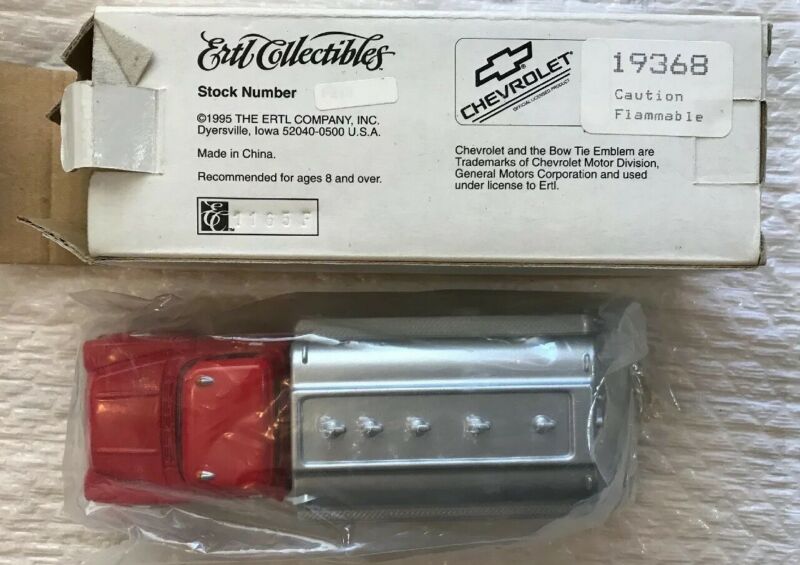 Ertl Collectibles
Stock Number
©1995 THE ERTL COMPANY, INC.
Dyersville, Iowa 52040-0500 U.S.A.
Made in China.
Recommended for ages 8 and over.
1165F
CHEVROLET
OFFICIAL LICENSED PRODUCT
19368
Caution
Flammable
Chevrolet and the Bow Tie Emblem are
Trademarks of Chevrolet Motor Division,
General Motors Corporation and used
under license to Ertl.